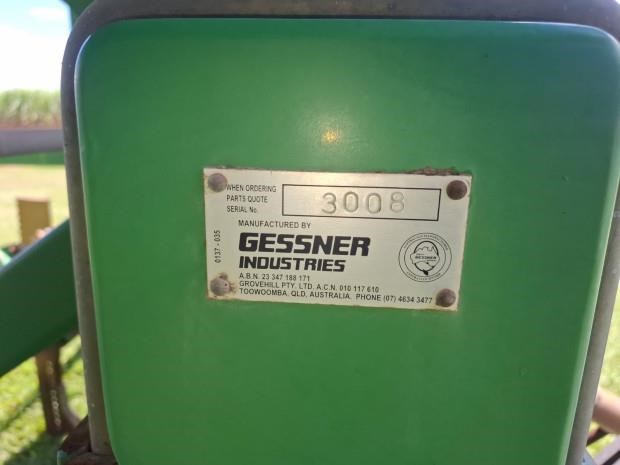 WHEN ORDERING
PARTS QUOTE
SERIAL No.
3008
MANUFACTURED BY
GESSNER
INDUSTRIES
A.B.N. 23 347 188 171
GROVEHILL PTY. LTD. A.C.N. 010 117 610
TOOWOOMBA, QLD, AUSTRALIA. PHONE (07) 4634 3477
0137 - 035
GESSNER